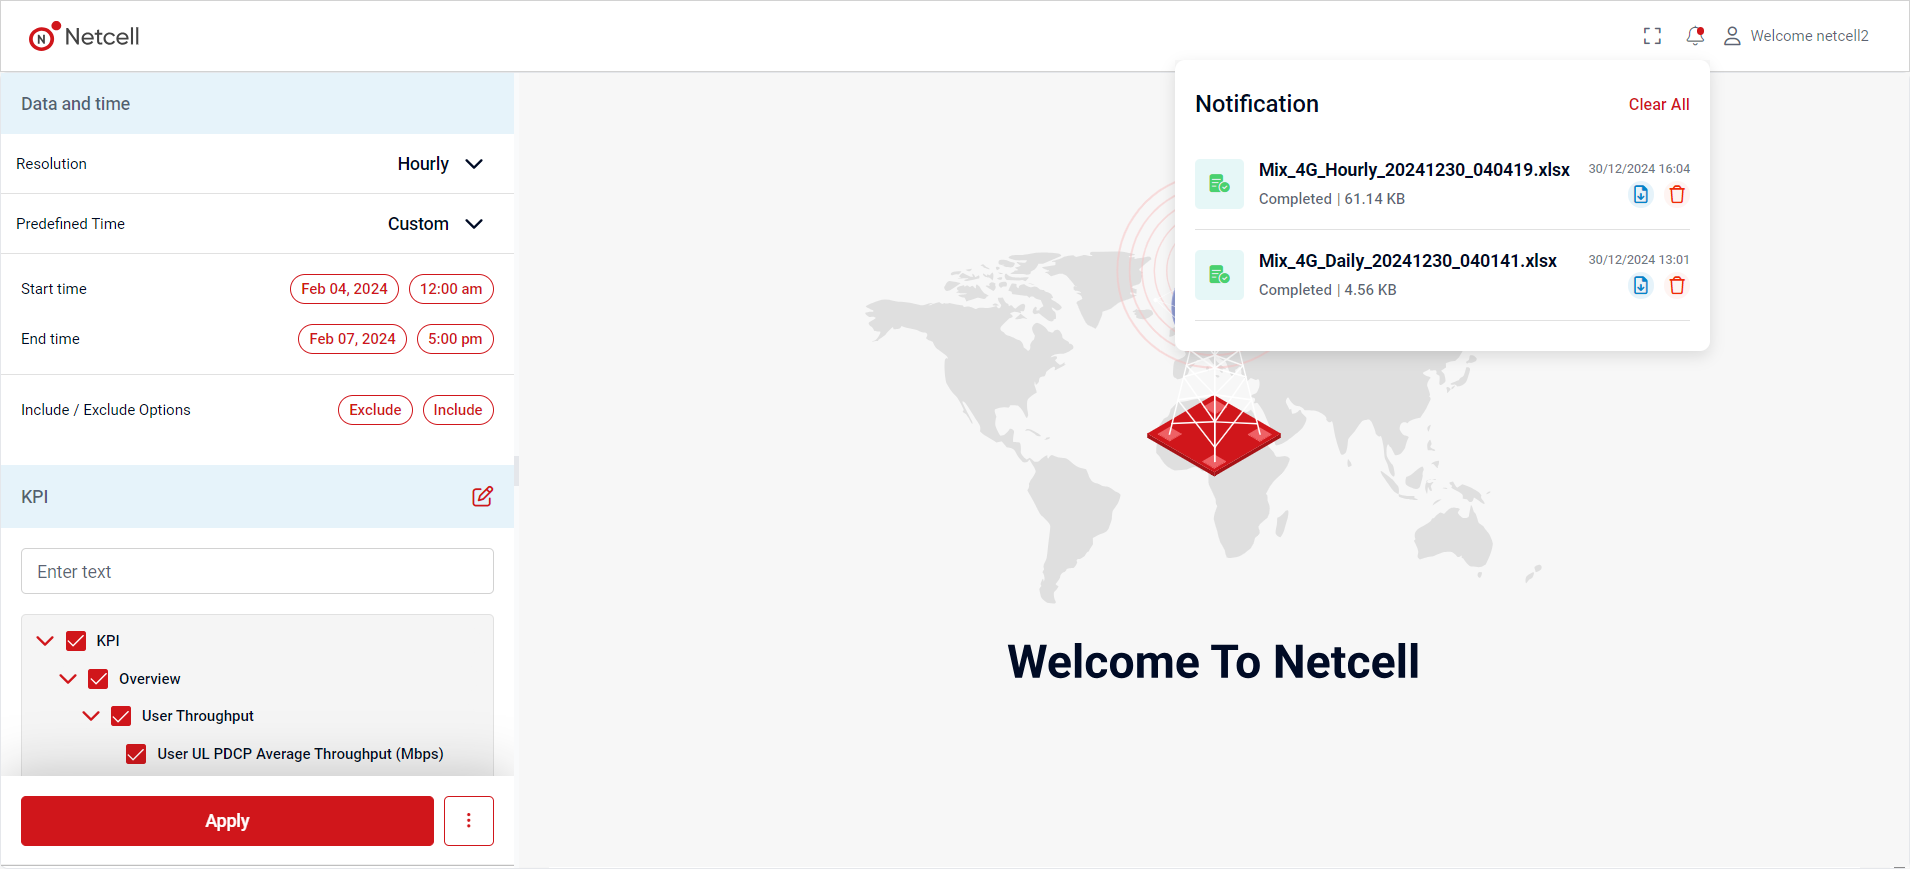 N Netcell
Welcome netcell2
Data and time
Resolution Hourly
Predefined Time Custom
Start time Feb 04, 2024 12:00 am
End time Feb 07, 2024 5:00 pm
Include / Exclude Options Exclude Include
KPI
Enter text
KPI
Overview
User Throughput
User UL PDCP Average Throughput (Mbps)
Apply
Notification Clear All
Mix_4G_Hourly_20241230_040419.xlsx 30/12/2024 16:04
Completed | 61.14 KB
Mix_4G_Daily_20241230_040141.xlsx 30/12/2024 13:01
Completed | 4.56 KB
Welcome To Netcell